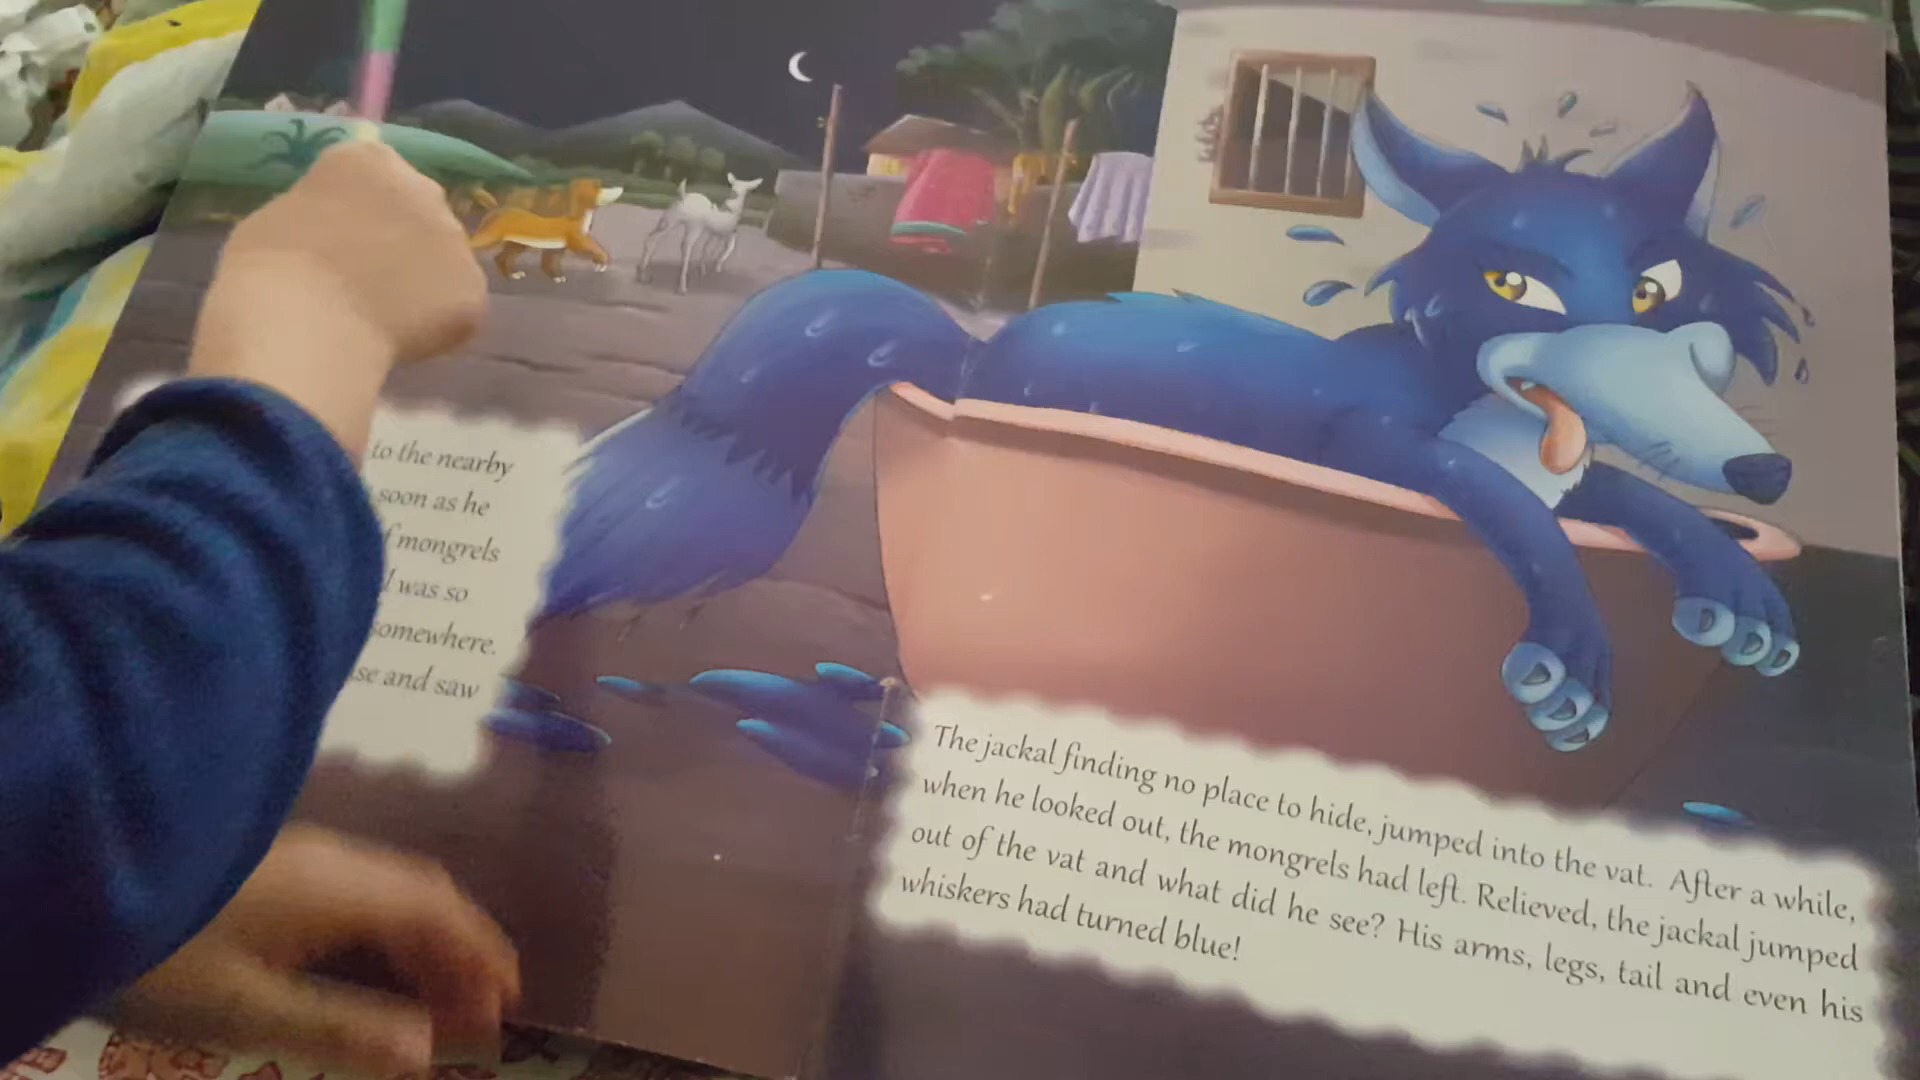 to the nearby
soon as he
mongrels
was so
somewhere.
and saw
The jackal finding no place to hide, jumped into the vat. After a while,
when he looked out, the mongrels had left. Relieved, the jackal jumped
out of the vat and what did he see? His arms, legs, tail and even his
whiskers had turned blue!